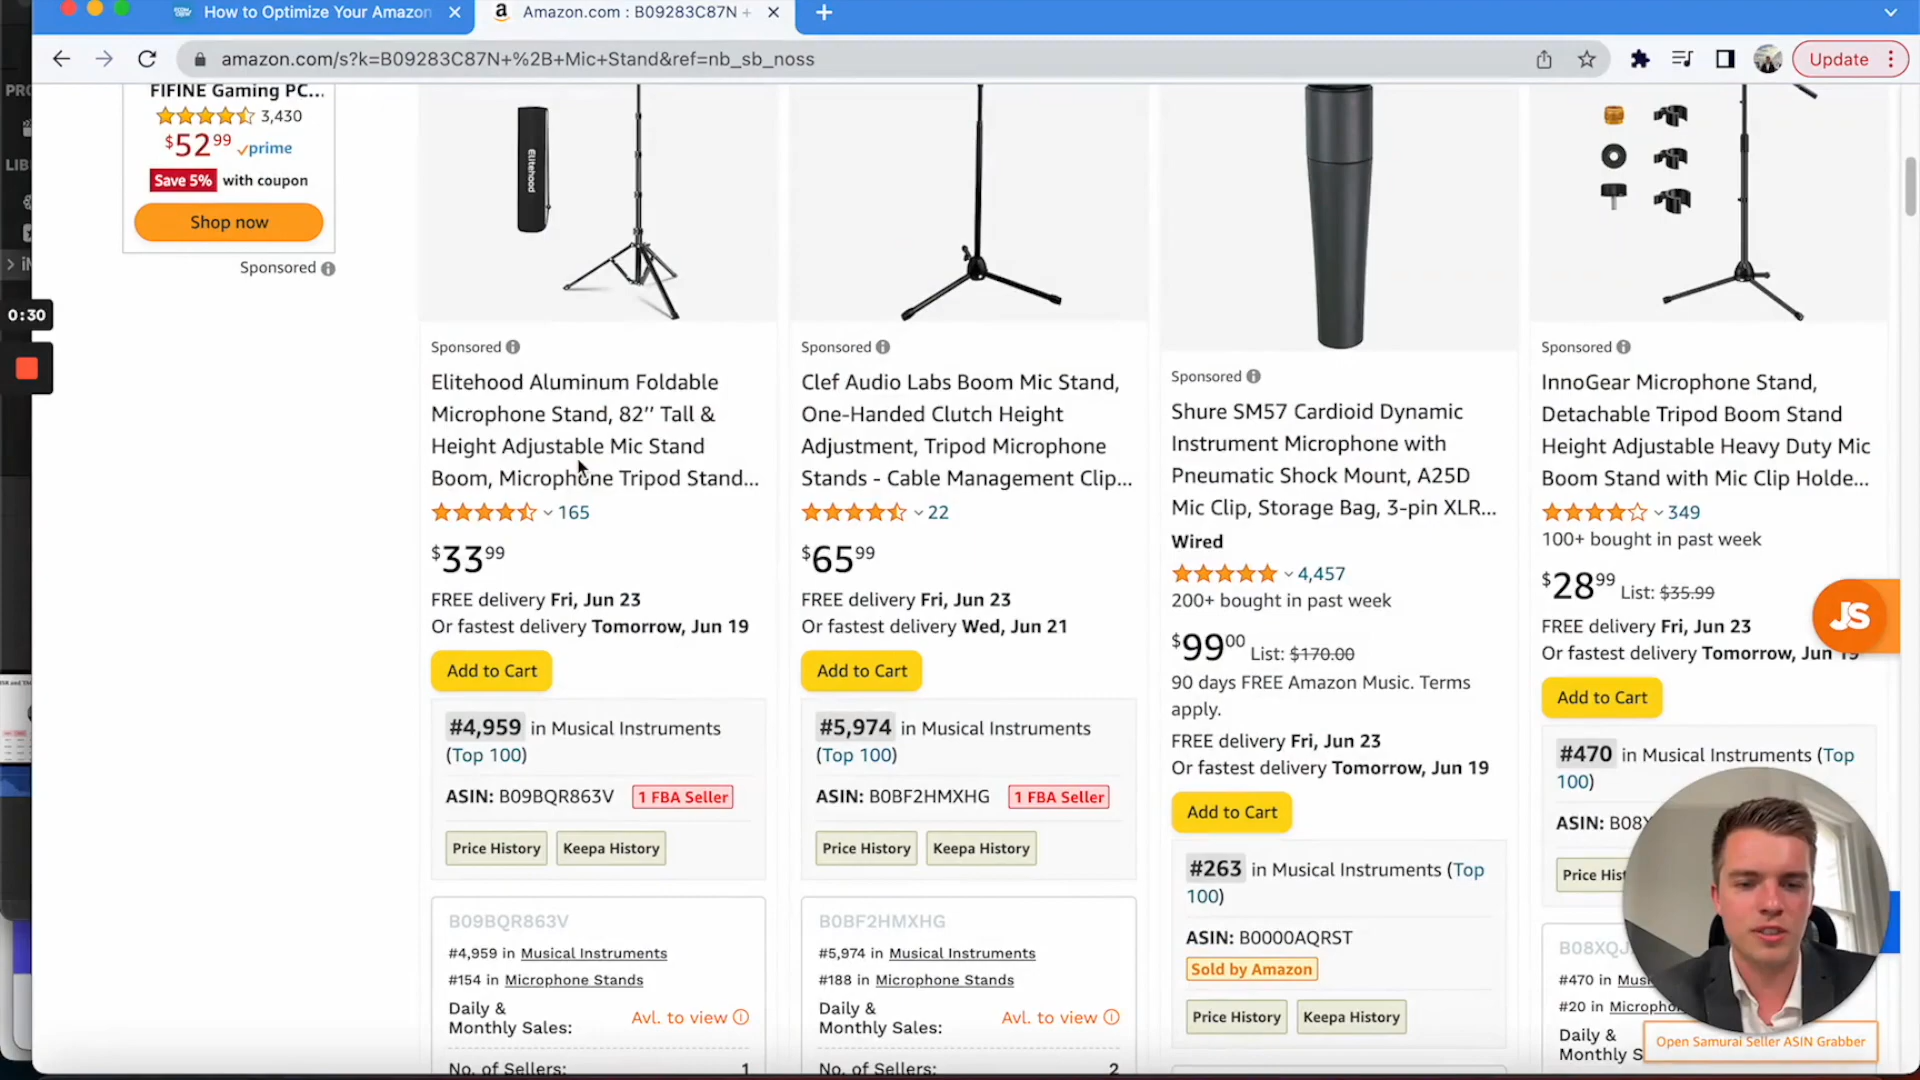 How to Optimize Your Amazon
Amazon.com : B09283C87N +
amazon.com/s?k=B09283C87N+%2B+Mic+Stand&ref=nb_sb_noss
Update
FIFINE Gaming PC...
3,430
$52 99 prime
Save 5% with coupon
Shop now
Sponsored
0:30
Elitehood
Sponsored
Elitehood Aluminum Foldable
Microphone Stand, 82’’ Tall &
Height Adjustable Mic Stand
Boom, Microphone Tripod Stand...
165
$33 99
FREE delivery Fri, Jun 23
Or fastest delivery Tomorrow, Jun 19
Add to Cart
#4,959 in Musical Instruments
(Top 100)
ASIN: B09BQR863V 1 FBA Seller
Price History Keepa History
B09BQR863V
#4,959 in Musical Instruments
#154 in Microphone Stands
Daily &
Monthly Sales: Avl. to view
No. of Sellers: 1
Sponsored
Clef Audio Labs Boom Mic Stand,
One-Handed Clutch Height
Adjustment, Tripod Microphone
Stands - Cable Management Clip...
22
$65 99
FREE delivery Fri, Jun 23
Or fastest delivery Wed, Jun 21
Add to Cart
#5,974 in Musical Instruments
(Top 100)
ASIN: B0BF2HMXHG 1 FBA Seller
Price History Keepa History
B0BF2HMXHG
#5,974 in Musical Instruments
#188 in Microphone Stands
Daily &
Monthly Sales: Avl. to view
No. of Sellers: 2
Sponsored
Shure SM57 Cardioid Dynamic
Instrument Microphone with
Pneumatic Shock Mount, A25D
Mic Clip, Storage Bag, 3-pin XLR...
Wired
4,457
200+ bought in past week
$99 00 List: $170.00
90 days FREE Amazon Music. Terms
apply.
FREE delivery Fri, Jun 23
Or fastest delivery Tomorrow, Jun 19
Add to Cart
#263 in Musical Instruments (Top
100)
ASIN: B0000AQRST
Sold by Amazon
Price History Keepa History
Sponsored
InnoGear Microphone Stand,
Detachable Tripod Boom Stand
Height Adjustable Heavy Duty Mic
Boom Stand with Mic Clip Holde...
349
100+ bought in past week
$28 99 List: $35.99
FREE delivery Fri, Jun 23
Or fastest delivery Tomorrow, Jun 19
Add to Cart
#470 in Musical Instruments (Top
100)
ASIN: B08
Price
B08XQJ
#470 in
#20 in
Daily &
Monthly
JS
Open Samurai Seller ASIN Grabber